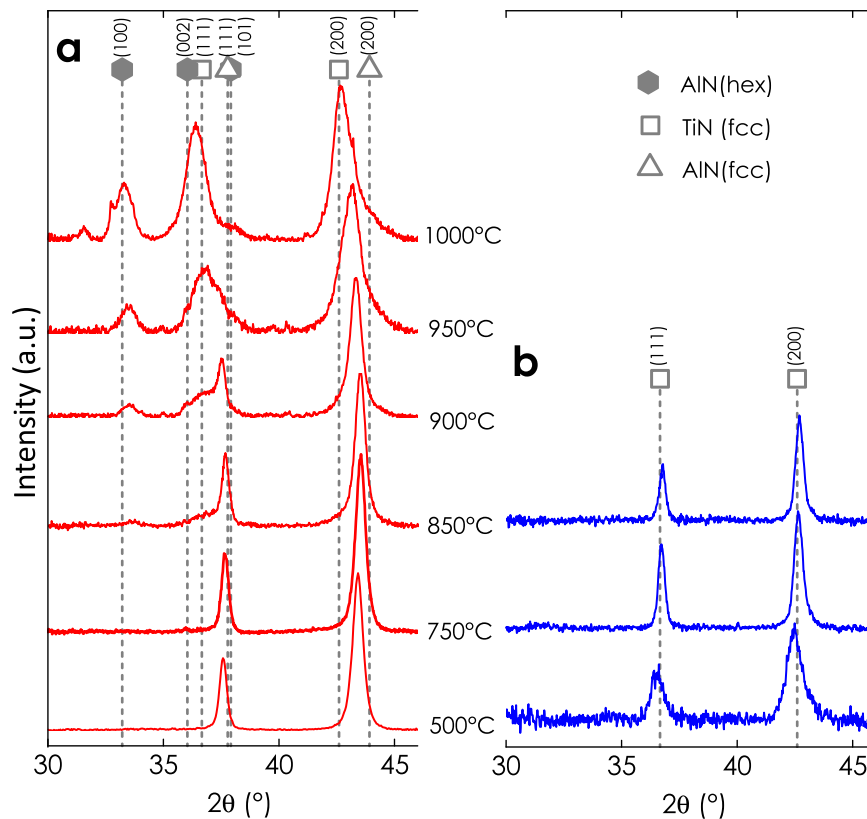 a
(100)
(002)
(111)
(111)
(101)
(200)
(200)
AlN(hex)
TiN (fcc)
AlN(fcc)
1000°C
950°C
900°C
850°C
750°C
500°C
Intensity (a.u.)
30
35
40
45
2θ (°)
b
(111)
(200)
30
35
40
45
2θ (°)